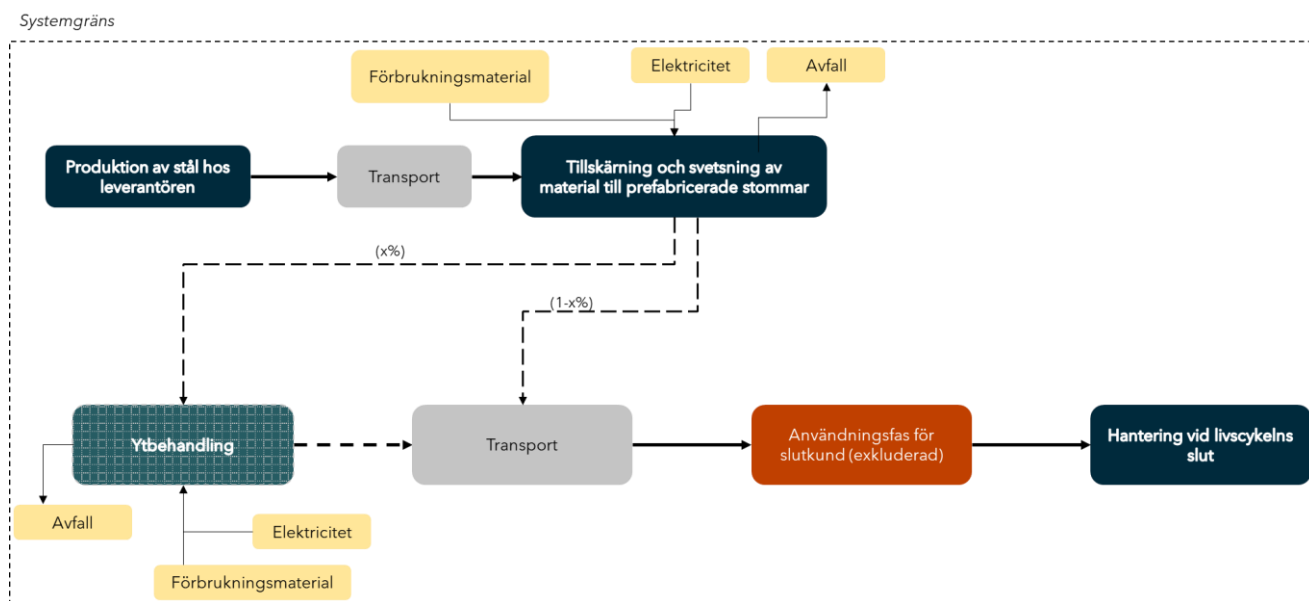 Systemgräns
Förbrukningsmaterial
Elektricitet
Avfall
Produktion av stål hos
leverantören
Transport
Tillskärning och svetsning av
material till prefabricerade stommar
(x%)
(1-x%)
Ytbehandling
Transport
Användningsfas för
slutkund (exkluderad)
Hantering vid livscykelns
slut
Avfall
Elektricitet
Förbrukningsmaterial